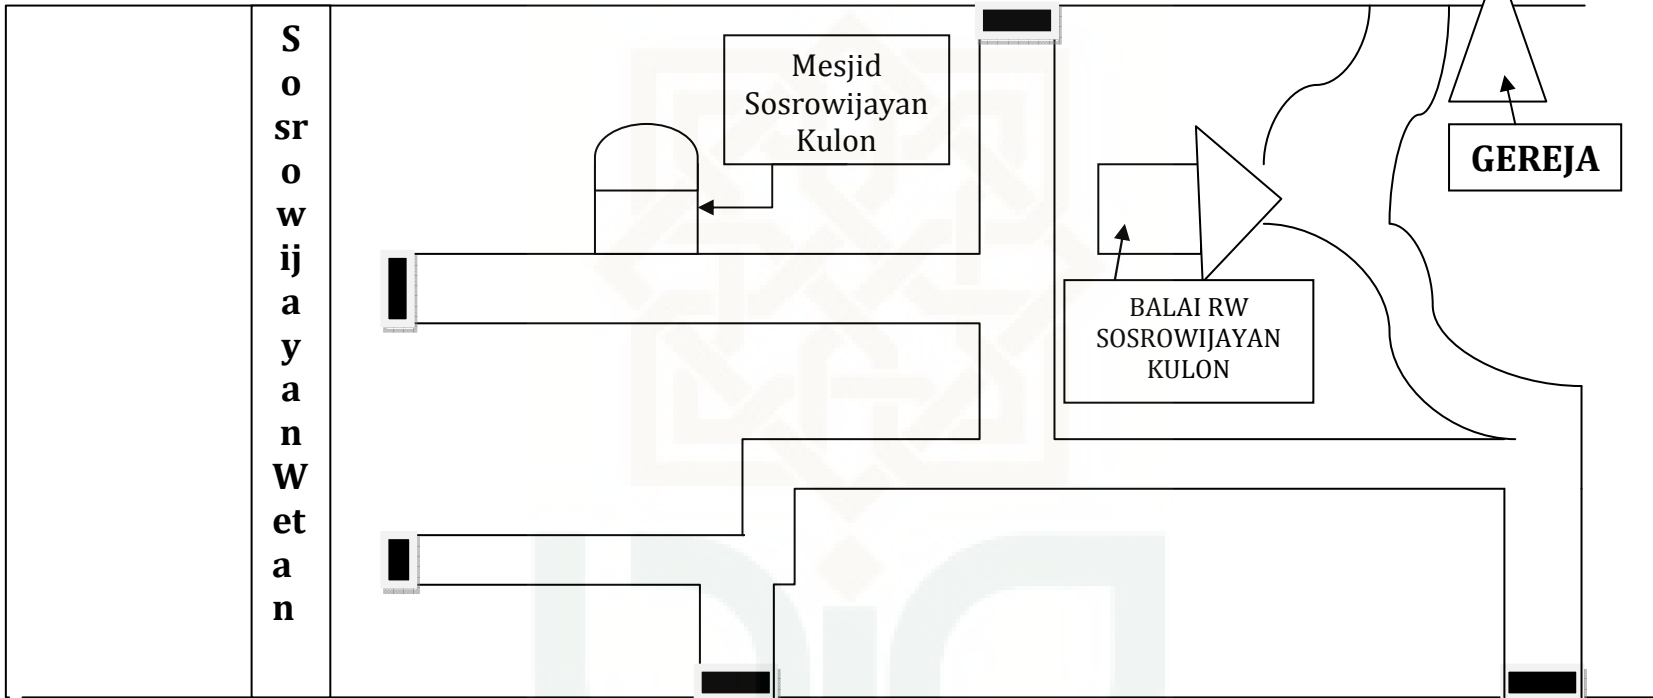 S
o
sr
o
w
ij
a
y
a
n
W
et
a
n
Mesjid
Sosrowijayan
Kulon
GEREJA
BALAI RW
SOSROWIJAYAN
KULON